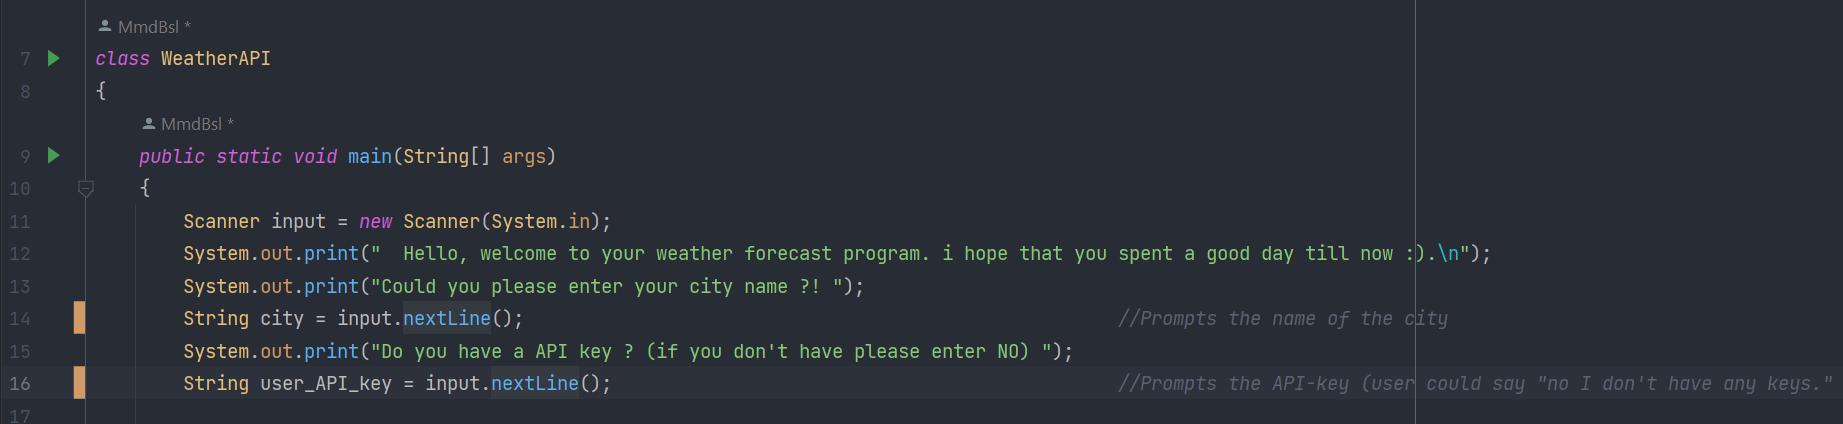 MmdBsl *
7 class WeatherAPI
8 {
MmdBsl *
9 public static void main(String[] args)
10 {
11 Scanner input = new Scanner(System.in);
12 System.out.print("  Hello, welcome to your weather forecast program. i hope that you spent a good day till now :).\n");
13 System.out.print("Could you please enter your city name ?! ");
14 String city = input.nextLine(); //Prompts the name of the city
15 System.out.print("Do you have a API key ? (if you don't have please enter NO) ");
16 String user_API_key = input.nextLine(); //Prompts the API-key (user could say "no I don't have any keys."
17